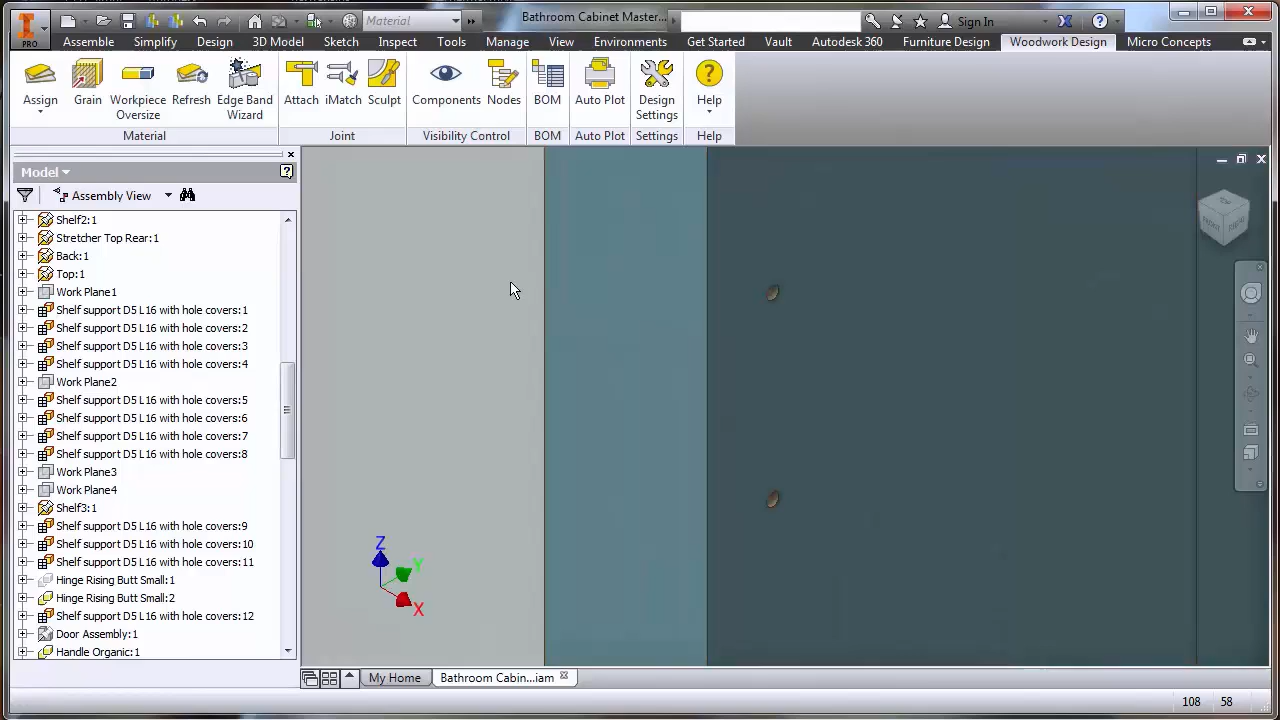 PRO
Material
Bathroom Cabinet Master...
Sign In
Assemble Simplify Design 3D Model Sketch Inspect Tools Manage View Environments Get Started Vault Autodesk 360 Furniture Design Woodwork Design Micro Concepts
Assign Grain Workpiece Oversize Refresh Edge Band Wizard Attach iMatch Sculpt Components Nodes BOM Auto Plot Design Settings Help
Material Joint Visibility Control BOM Auto Plot Settings Help
Model
Assembly View
Shelf2:1
Stretcher Top Rear:1
Back:1
Top:1
Work Plane1
Shelf support D5 L16 with hole covers:1
Shelf support D5 L16 with hole covers:2
Shelf support D5 L16 with hole covers:3
Shelf support D5 L16 with hole covers:4
Work Plane2
Shelf support D5 L16 with hole covers:5
Shelf support D5 L16 with hole covers:6
Shelf support D5 L16 with hole covers:7
Shelf support D5 L16 with hole covers:8
Work Plane3
Work Plane4
Shelf3:1
Shelf support D5 L16 with hole covers:9
Shelf support D5 L16 with hole covers:10
Shelf support D5 L16 with hole covers:11
Hinge Rising Butt Small:1
Hinge Rising Butt Small:2
Shelf support D5 L16 with hole covers:12
Door Assembly:1
Handle Organic:1
Z
Y
X
My Home
Bathroom Cabin...iam
108 58